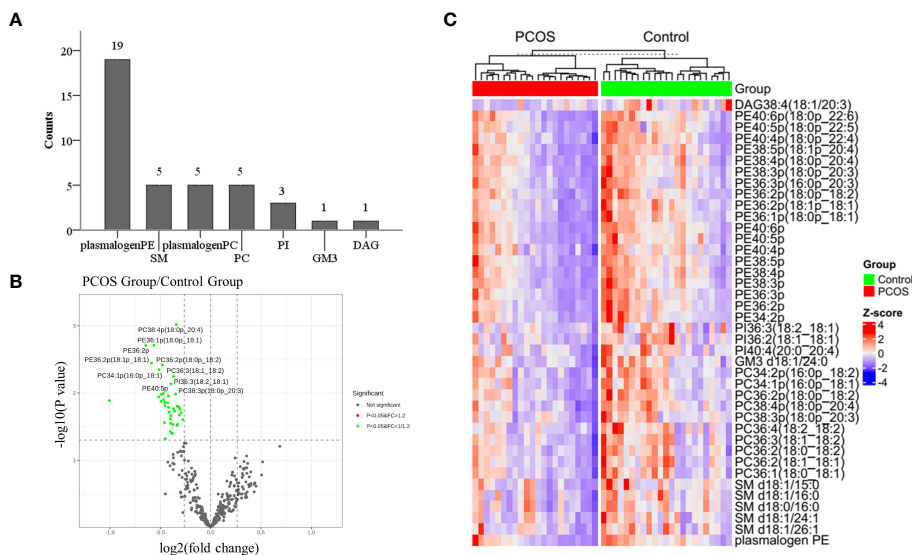 A
20
15
10
5
0
Counts
19
5
5
5
3
1
1
plasmalogenPE
SM
plasmalogenPC
PC
PI
GM3
DAG
B
PCOS Group/Control Group
3
2
1
-log10(P value)
PC38:4p(18:0p_20:4)
PE36:1p(18:0p_18:1)
PE36:2p
PE36:2p(18:1p_18:1)
PC36:2p(18:0p_18:2)
PC36:3(18:1_18:2)
PC34:1p(16:0p_18:1)
PI36:3(18:2_18:1)
PE40:5p
PC38:3p(18:0p_20:3)
-1.0
-0.5
0.0
0.5
1.0
log2(fold change)
Significant
Not significant
P<0.05&FC>1.2
P<0.05&FC<1/1.2
C
PCOS
Control
Group
DAG38:4(18:1/20:3)
PE40:6p(18:0p_22:6)
PE40:5p(18:0p_22:5)
PE40:4p(18:0p_22:4)
PE38:5p(18:1p_20:4)
PE38:4p(18:0p_20:4)
PE38:3p(18:0p_20:3)
PE36:3p(16:0p_20:3)
PE36:2p(18:0p_18:2)
PE36:2p(18:1p_18:1)
PE36:1p(18:0p_18:1)
PE40:6p
PE40:5p
PE40:4p
PE38:5p
PE38:4p
PE38:3p
PE36:3p
PE36:2p
PE34:2p
PI36:3(18:2_18:1)
PI36:2(18:1_18:1)
PI40:4(20:0_20:4)
GM3 d18:1/24:0
PC34:2p(16:0p_18:2)
PC34:1p(16:0p_18:1)
PC36:2p(18:0p_18:2)
PC38:4p(18:0p_20:4)
PC38:3p(18:0p_20:3)
PC36:4(18:2_18:2)
PC36:3(18:1_18:2)
PC36:2(18:0_18:2)
PC36:2(18:1_18:1)
PC36:1(18:0_18:1)
SM d18:1/15:0
SM d18:1/16:0
SM d18:0/16:0
SM d18:1/24:1
SM d18:1/26:1
plasmalogen PE
Group
Control
PCOS
Z-score
4
2
0
-2
-4